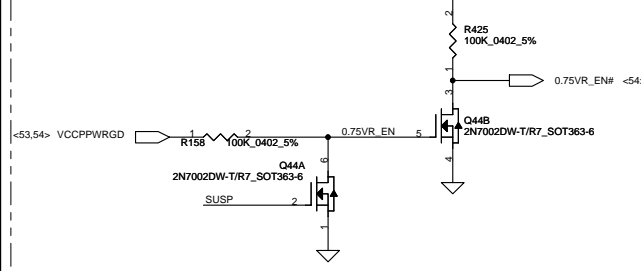 2
R425
100K_0402_5%
1
0.75VR_EN# <54:
3
<53,54> VCCPPWRGD
1
2
R158
100K_0402_5%
0.75VR_EN
5
Q44B
2N7002DW-T/R7_SOT363-6
4
6
Q44A
2N7002DW-T/R7_SOT363-6
SUSP
2
1